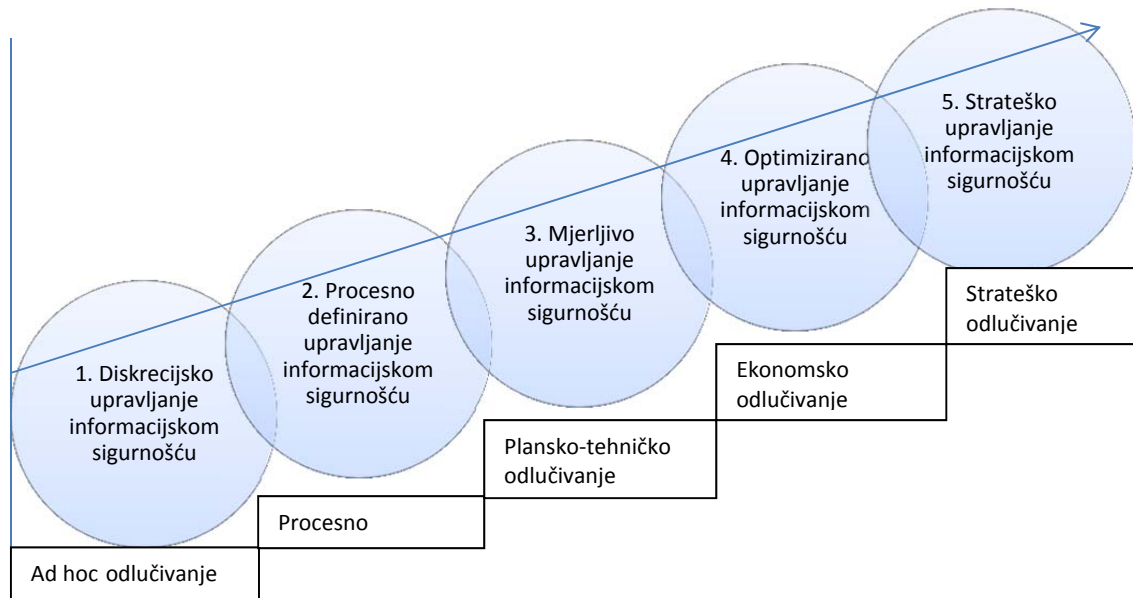 1. Diskrecijsko
upravljanje
informacijskom
sigurnošću
2. Procesno
definirano
upravljanje
informacijskom
sigurnošću
3. Mjerljivo
upravljanje
informacijskom
sigurnošću
4. Optimizirano
upravljanje
informacijskom
sigurnošću
5. Strateško
upravljanje
informacijskom
sigurnošću
Ad hoc odlučivanje
Procesno
Plansko-tehničko
odlučivanje
Ekonomsko
odlučivanje
Strateško
odlučivanje